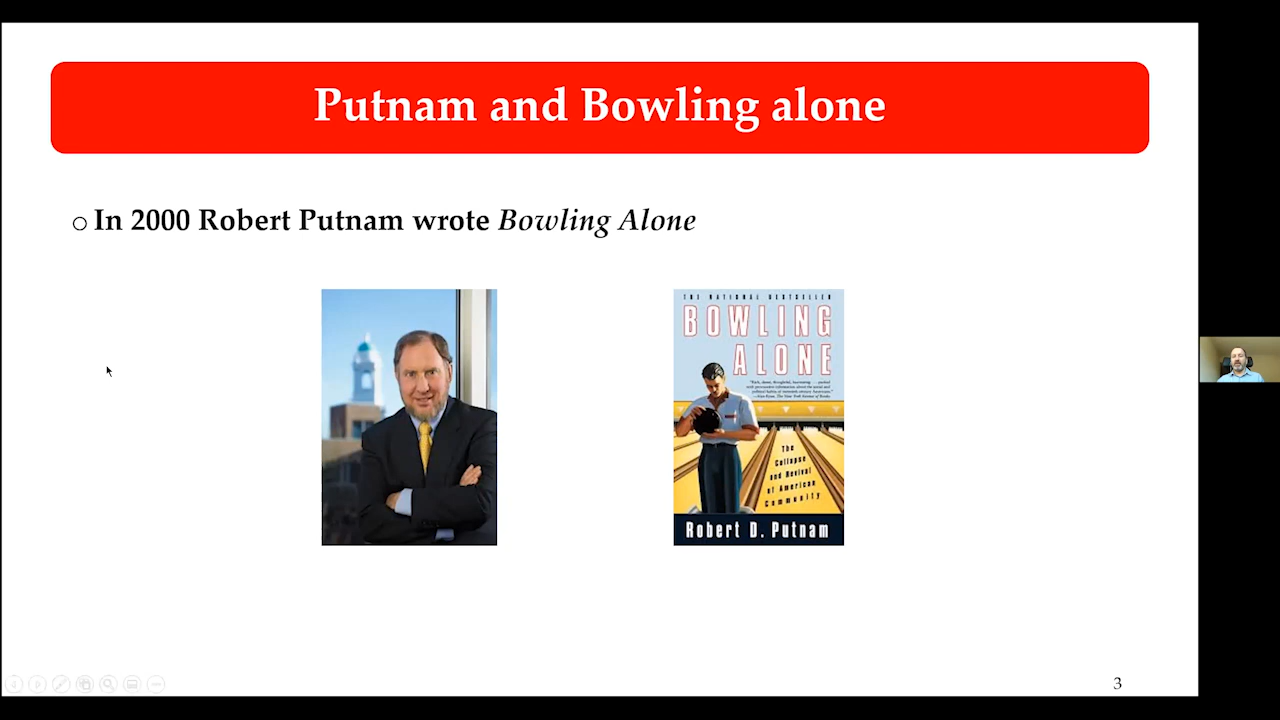 Putnam and Bowling alone
In 2000 Robert Putnam wrote Bowling Alone
THE NATIONAL BESTSELLER
BOWLING
ALONE
The
Collapse
and Revival
of American
Community
Robert D. Putnam
3